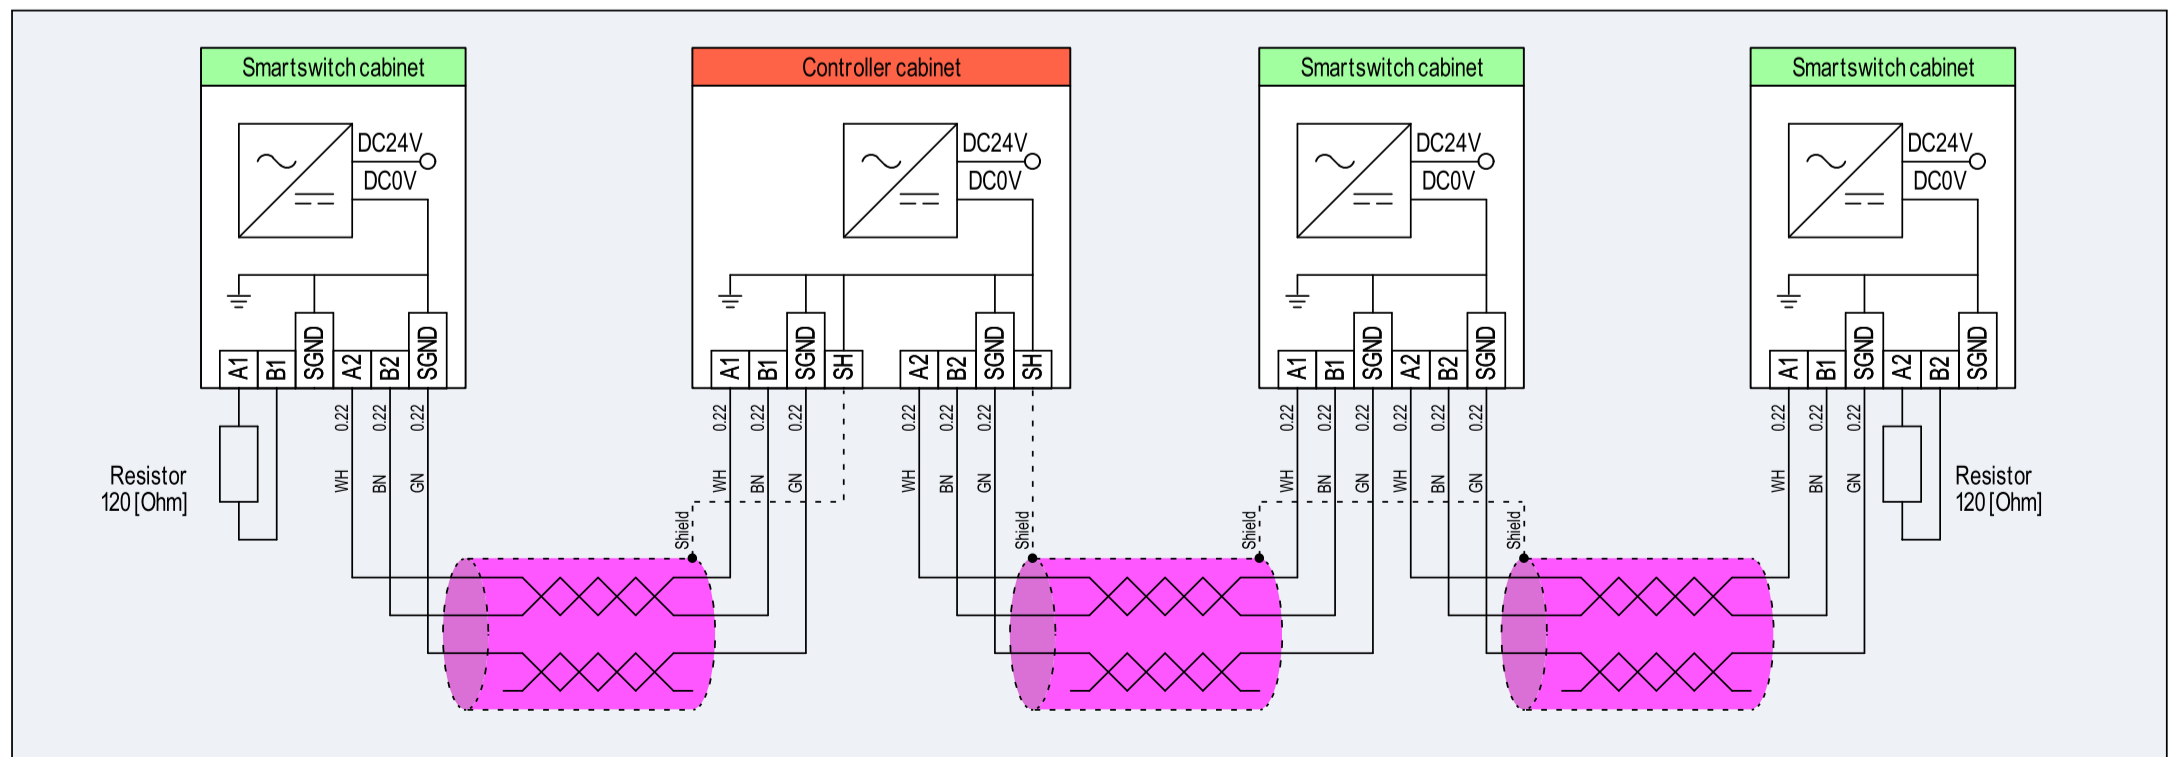 Smartswitch cabinet
Controller cabinet
Smartswitch cabinet
Smartswitch cabinet
DC24V
DC0V
DC24V
DC0V
DC24V
DC0V
DC24V
DC0V
A1 B1 SGND A2 B2 SGND
A1 B1 SGND SH A2 B2 SGND SH
A1 B1 SGND A2 B2 SGND
A1 B1 SGND A2 B2 SGND
0.22 0.22 0.22
0.22 0.22 0.22 0.22 0.22 0.22
0.22 0.22 0.22 0.22 0.22 0.22
0.22 0.22 0.22
Resistor
120 [Ohm]
WH BN GN
WH BN GN WH BN GN
WH BN GN WH BN GN
WH BN GN
Resistor
120 [Ohm]
Shield
Shield
Shield
Shield